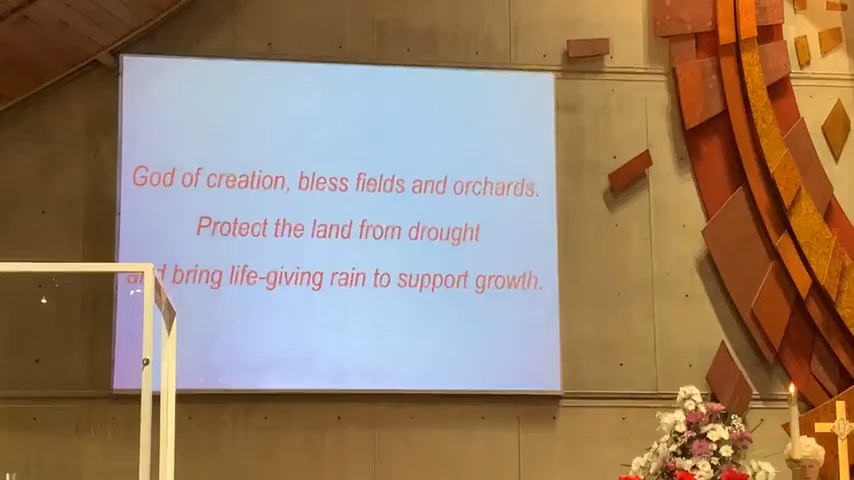 God of creation, bless fields and orchards.
Protect the land from drought
and bring life-giving rain to support growth.